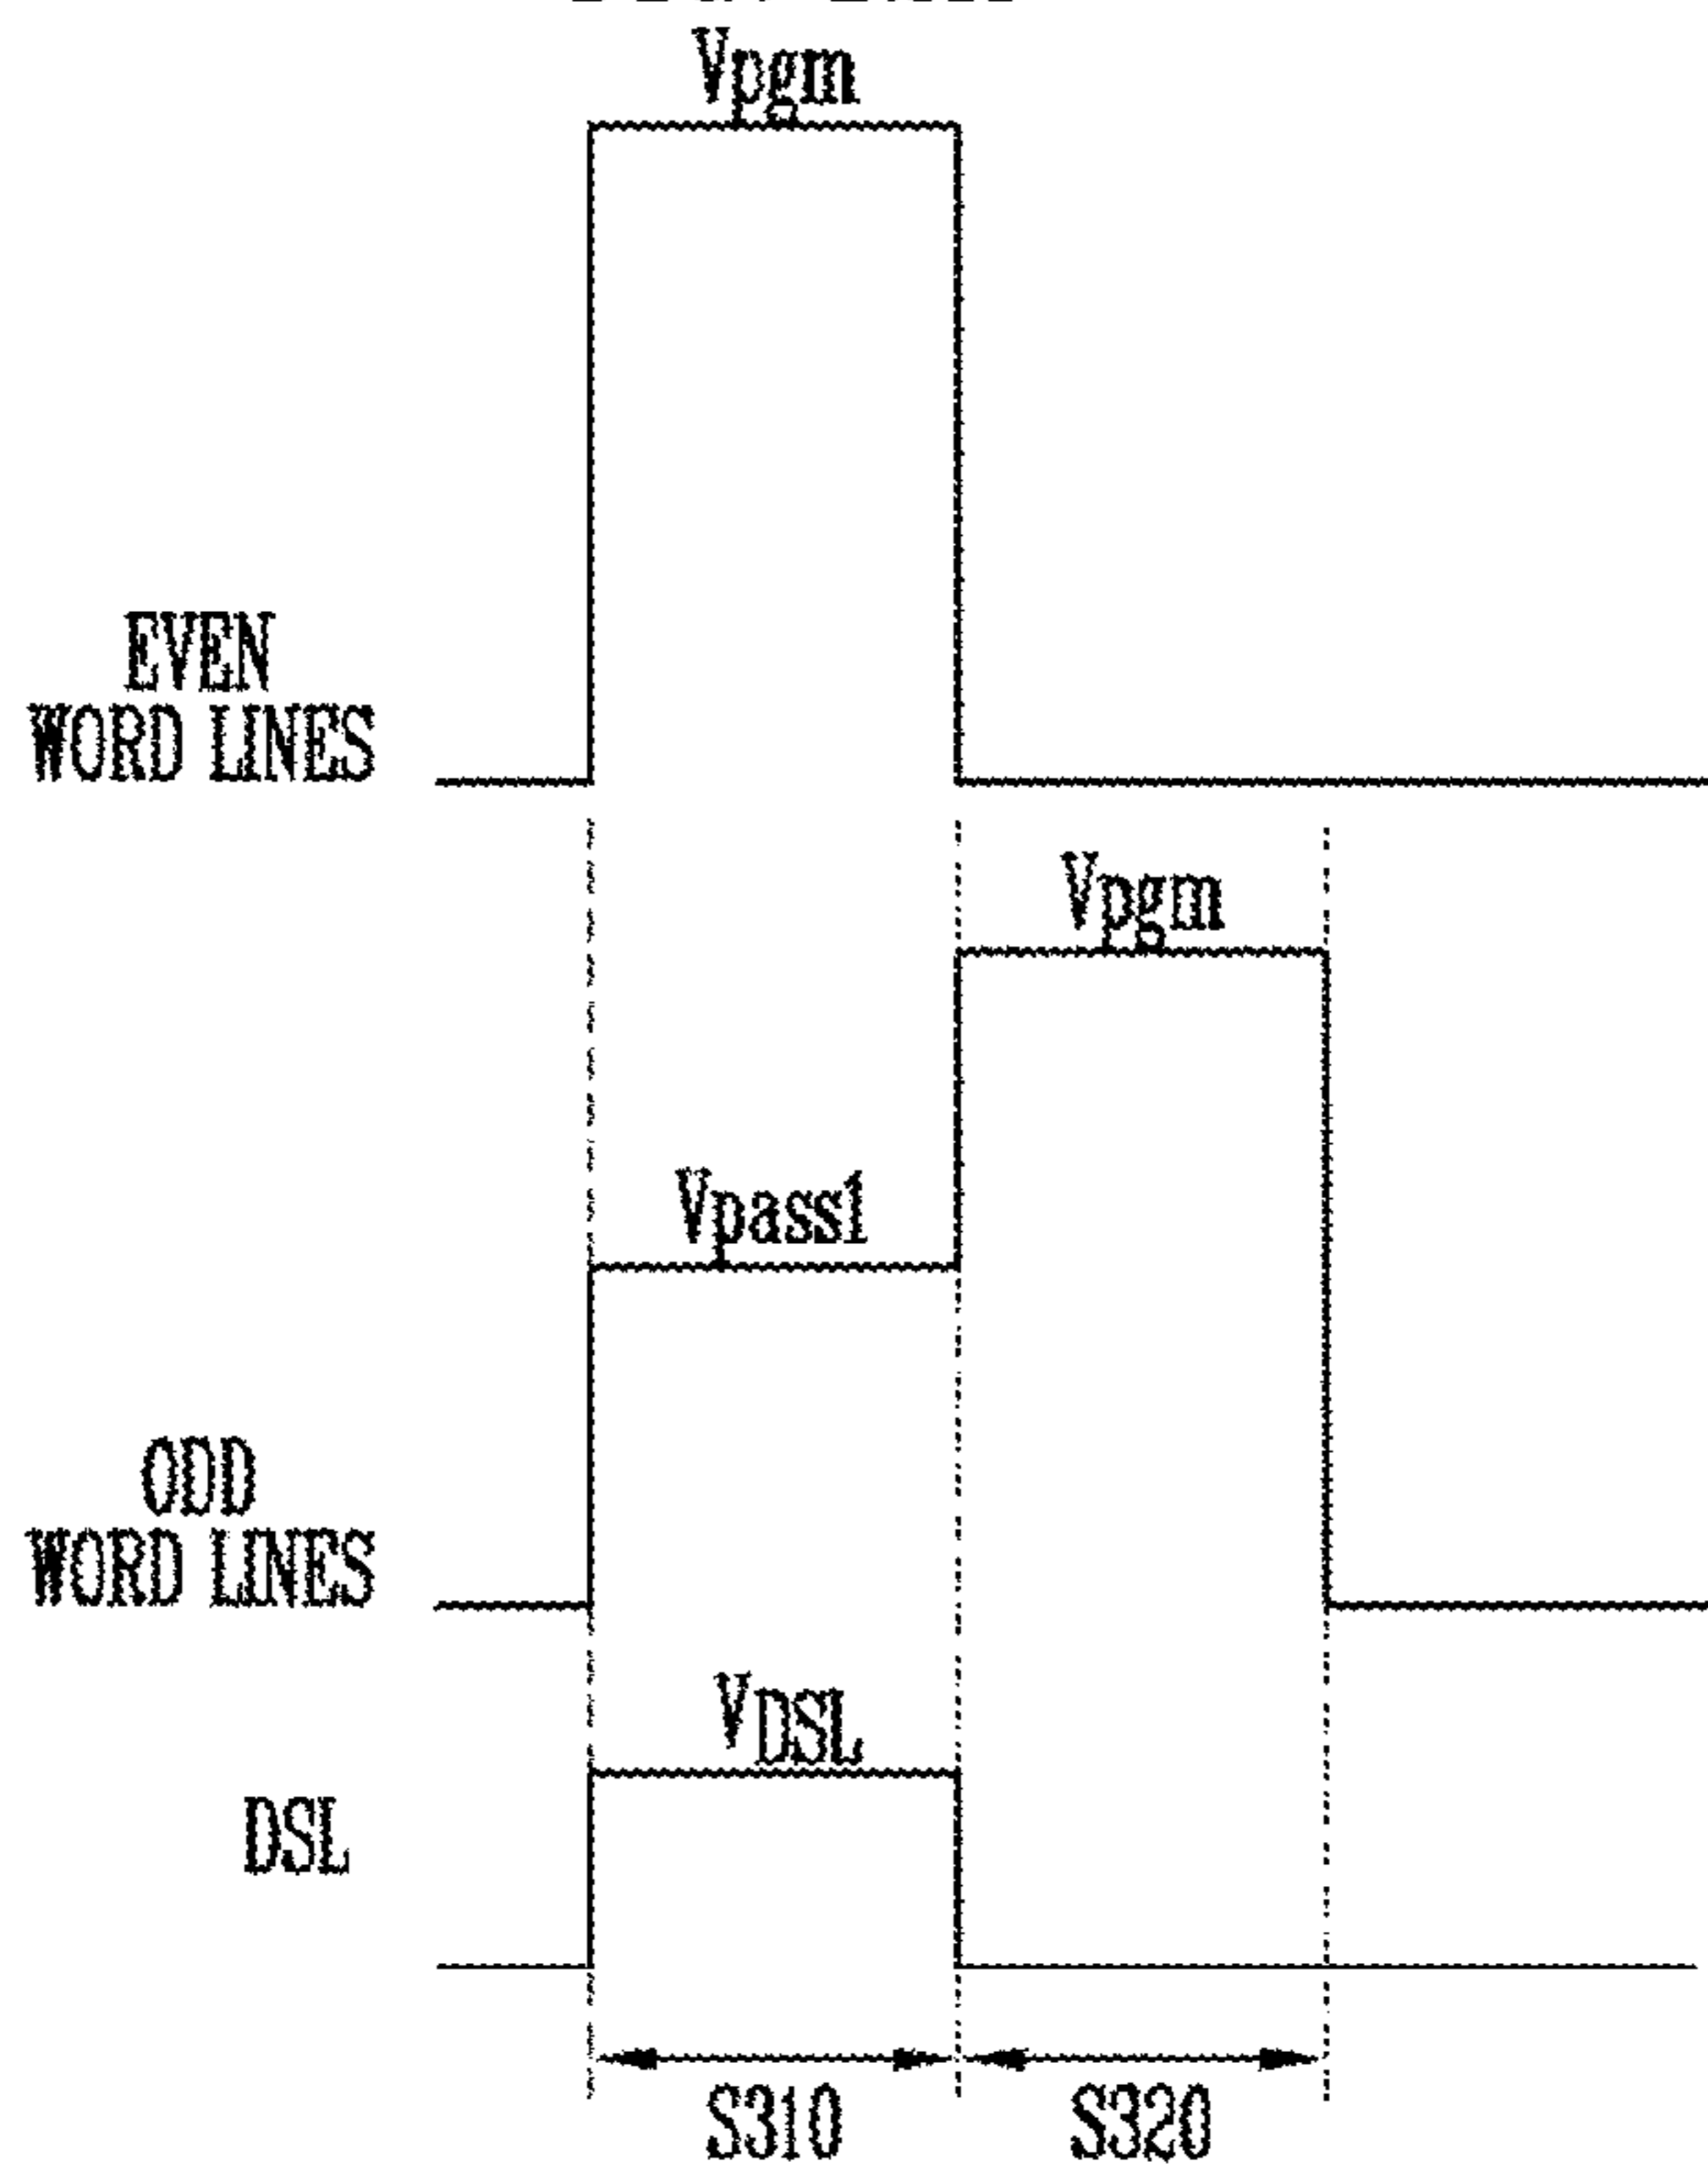 Vpgm
EVEN
WORD LINES
Vpgm
Vpass1
ODD
WORD LINES
VDSL
DSL
S310
S320